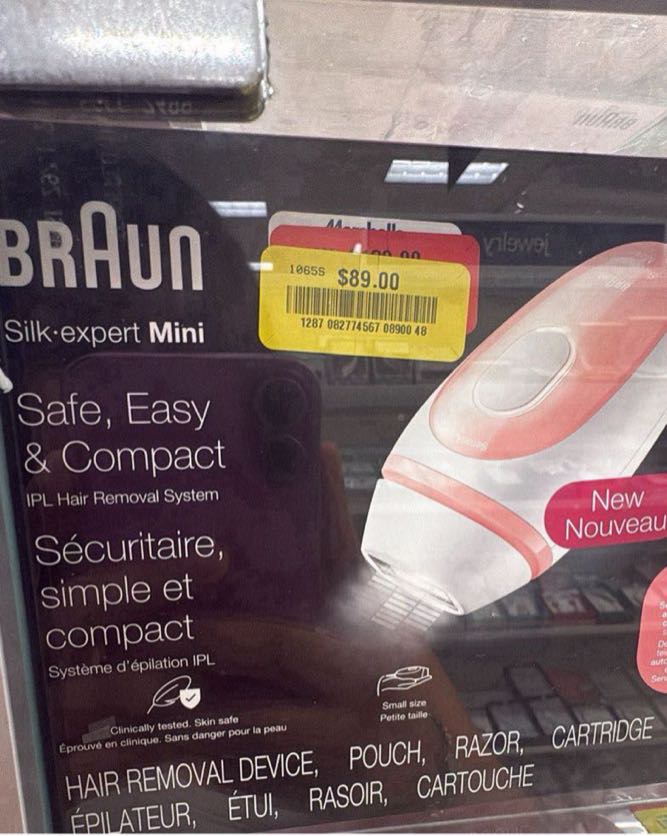 BRAUN
Silk·expert Mini
Marshalls
1065S $89.00
1287 082774567 08900 48
jewelry
Safe, Easy
& Compact
IPL Hair Removal System
Sécuritaire,
simple et
compact
Système d'épilation IPL
New
Nouveau
Clinically tested. Skin safe
Éprouvé en clinique. Sans danger pour la peau
Small size
Petite taille
HAIR REMOVAL DEVICE, POUCH, RAZOR, CARTRIDGE
ÉPILATEUR, ÉTUI, RASOIR, CARTOUCHE